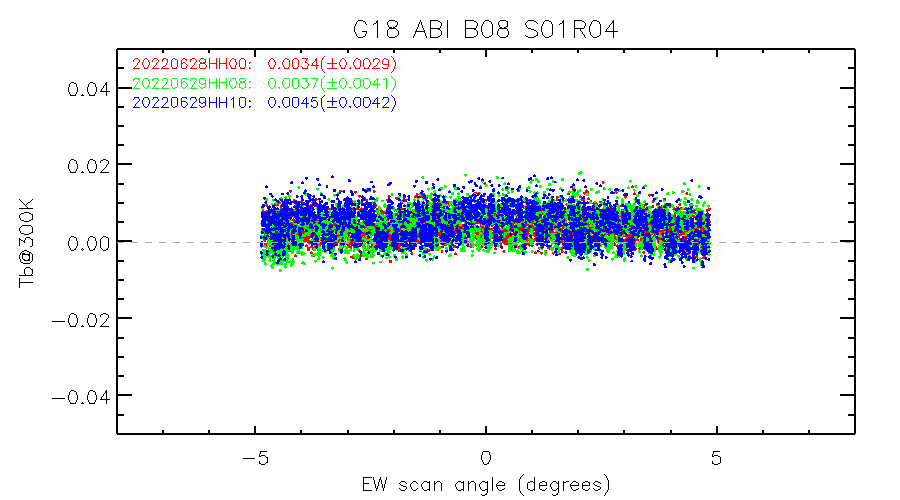 G18 ABI B08 S01R04
20220628HH00: 0.0034(±0.0029)
20220629HH08: 0.0037(±0.0041)
20220629HH10: 0.0045(±0.0042)
0.04
0.02
0.00
−0.02
−0.04
Tb@300K
−5 0 5
EW scan angle (degrees)